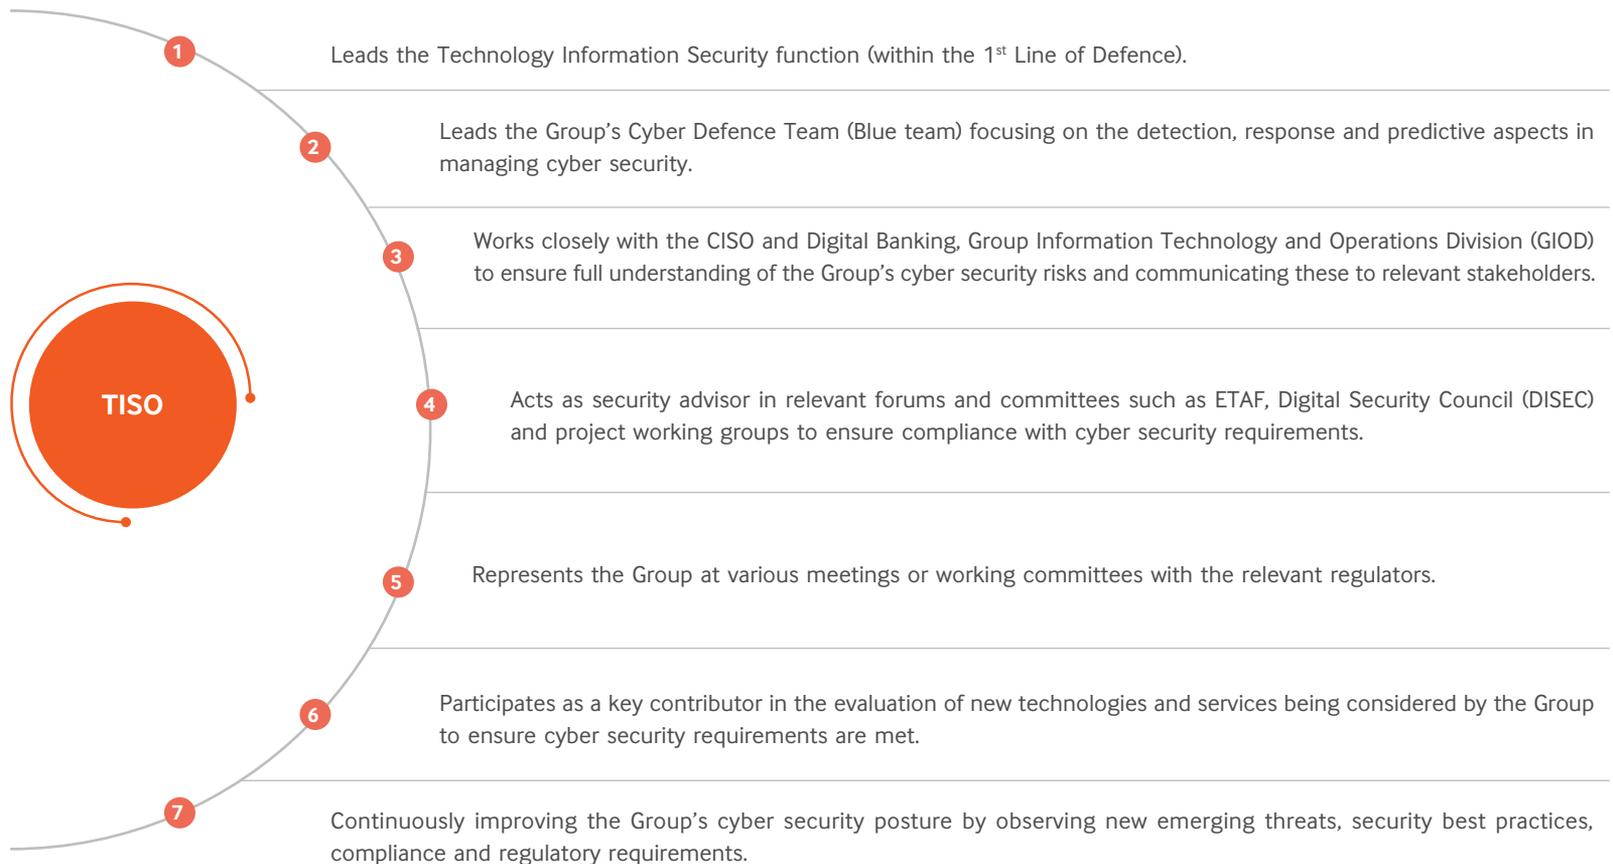 1
Leads the Technology Information Security function (within the 1st Line of Defence).
2
Leads the Group’s Cyber Defence Team (Blue team) focusing on the detection, response and predictive aspects in
managing cyber security.
3
Works closely with the CISO and Digital Banking, Group Information Technology and Operations Division (GIOD)
to ensure full understanding of the Group’s cyber security risks and communicating these to relevant stakeholders.
TISO
4
Acts as security advisor in relevant forums and committees such as ETAF, Digital Security Council (DISEC)
and project working groups to ensure compliance with cyber security requirements.
5
Represents the Group at various meetings or working committees with the relevant regulators.
6
Participates as a key contributor in the evaluation of new technologies and services being considered by the Group
to ensure cyber security requirements are met.
7
Continuously improving the Group’s cyber security posture by observing new emerging threats, security best practices,
compliance and regulatory requirements.